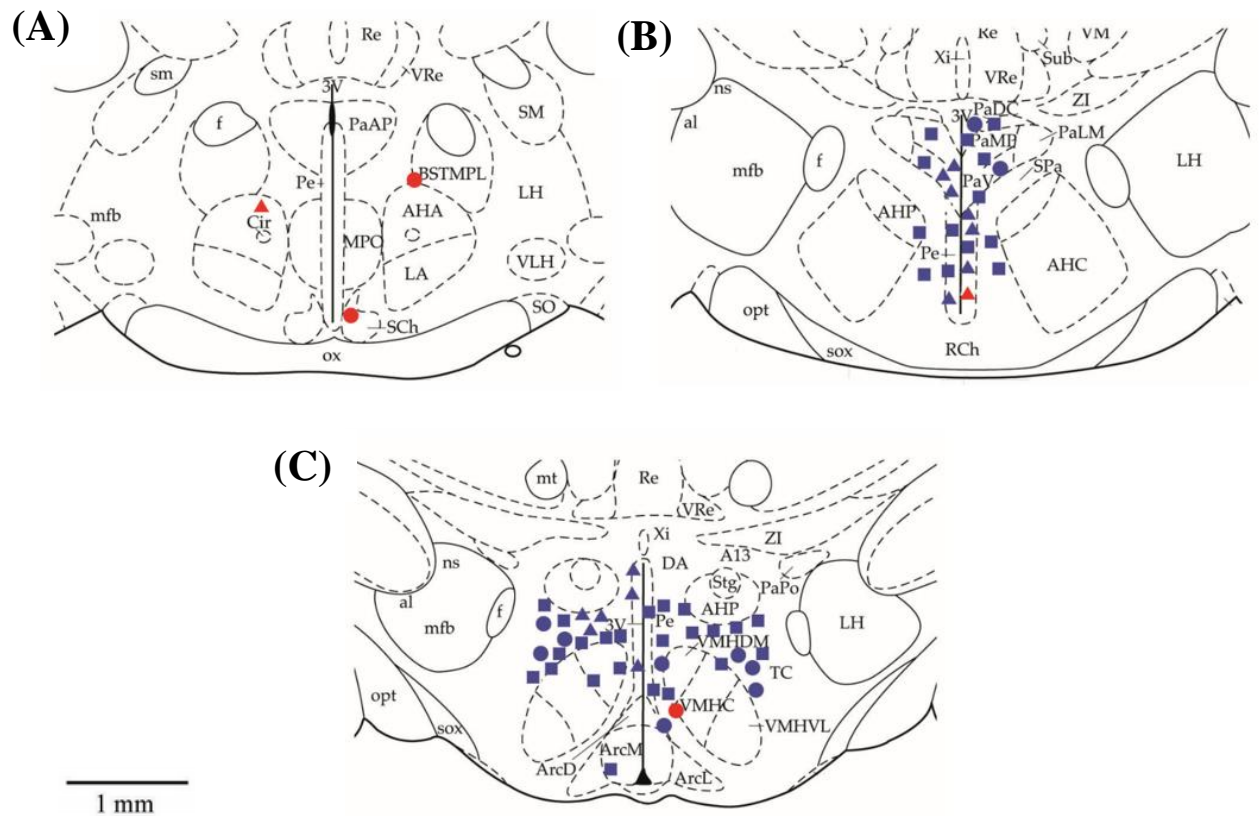 (A)
Re
sm
VRe
3V
SM
f
PaAP
BSTMPL
Pe
LH
mfb
Cir
AHA
MPO
LA
VLH
SO
SCh
ox
(B)
Re
VM
Xi
Sub
VRe
ns
ZI
al
3V
PaDC
PaMP
PaLM
mfb
f
SPa
LH
PaV
AHP
Pe
AHC
opt
sox
RCh
(C)
mt
Re
VRe
Xi
ZI
ns
DA
A13
Stg
PaPo
al
f
AHP
mfb
3V
Pe
LH
VMHDM
TC
opt
VMHC
sox
VMHVL
ArcM
ArcD
ArcL
1 mm